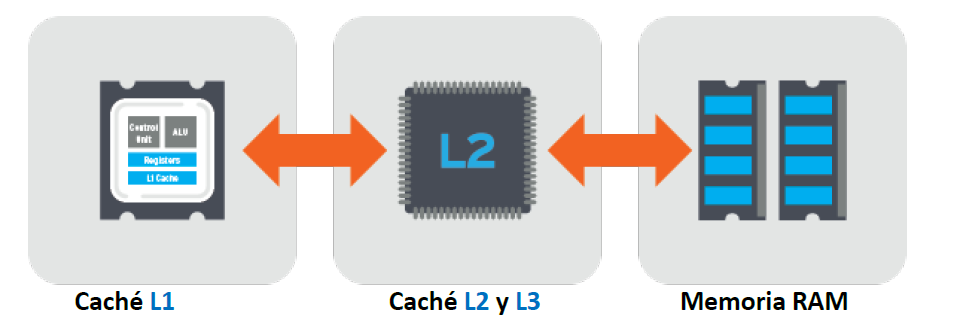 Control
Unit
ALU
Registers
L1 Cache
L2
Caché L1
Caché L2 y L3
Memoria RAM